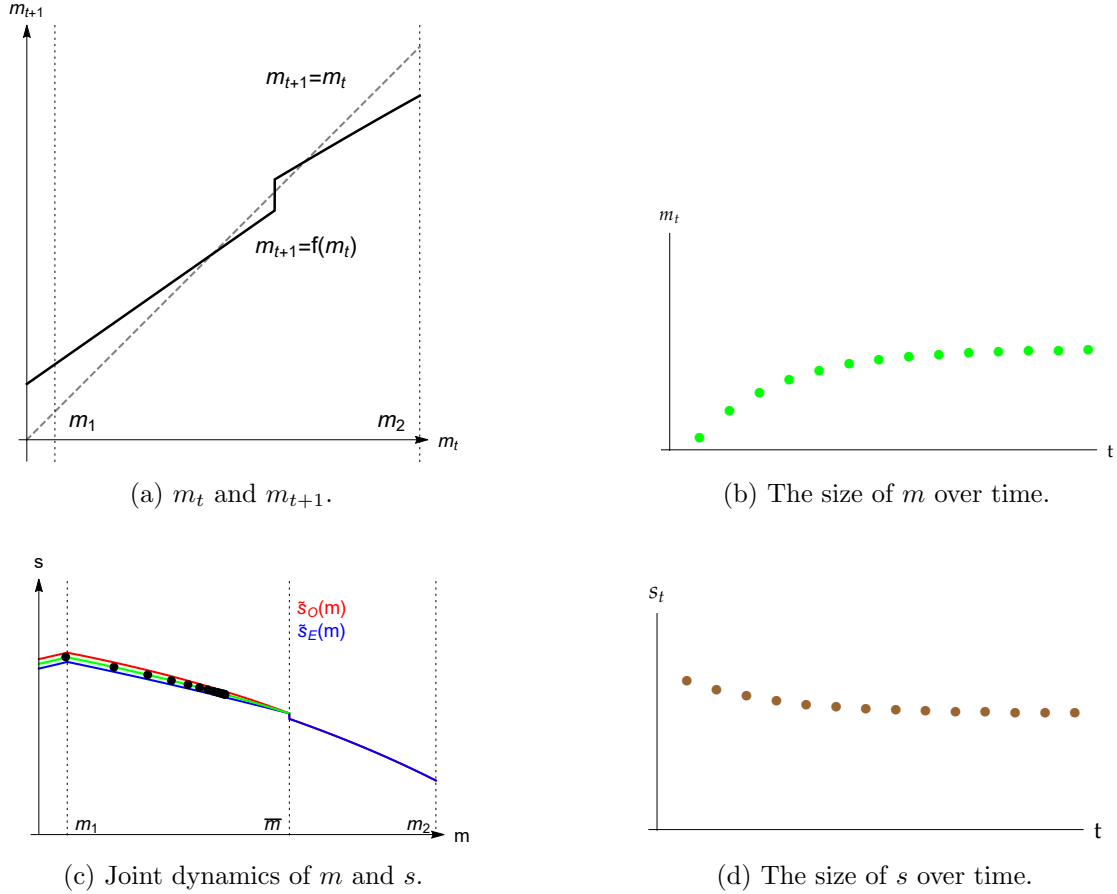 m_{t+1}
m_{t+1}=m_t
m_{t+1}=f(m_t)
m_1
m_2
m_t
(a) m_t and m_{t+1}.
m_t
t
(b) The size of m over time.
s
s̃_O(m)
s̃_E(m)
m_1
m̅
m_2
m
(c) Joint dynamics of m and s.
s_t
t
(d) The size of s over time.